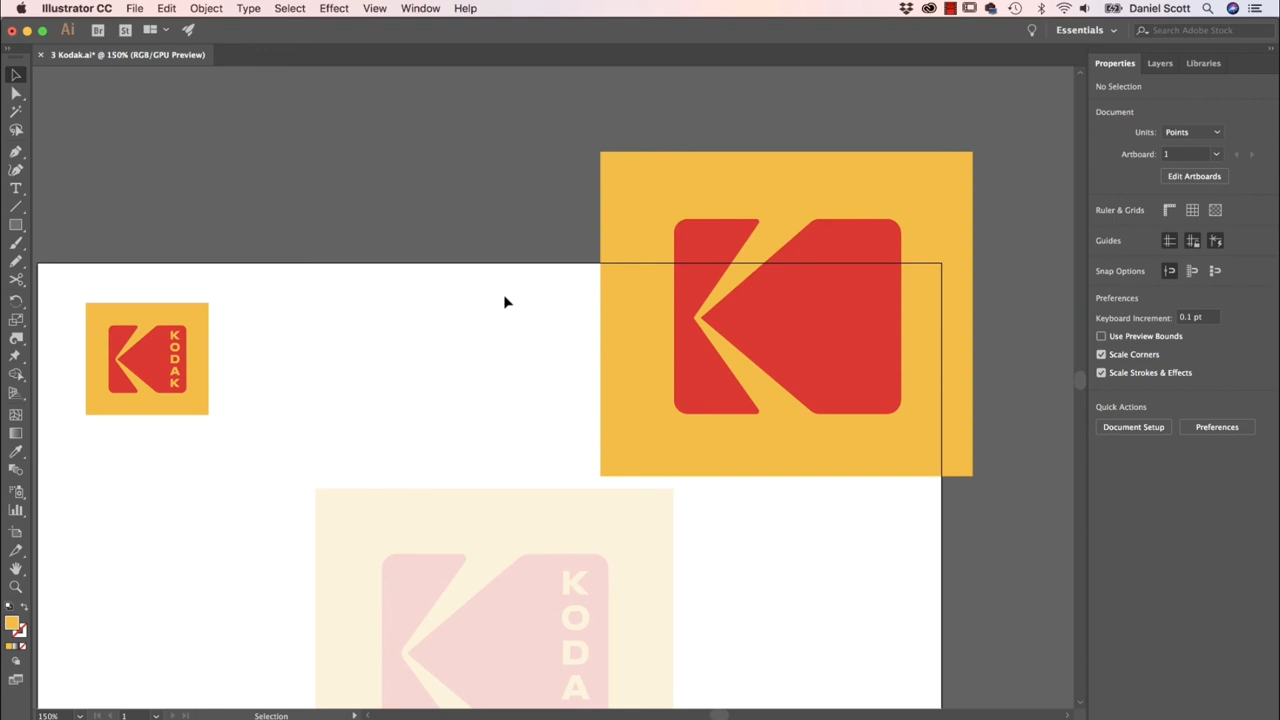 Illustrator CC File Edit Object Type Select Effect View Window Help Daniel Scott
Ai Br St Essentials Search Adobe Stock
× 3 Kodak.ai* @ 150% (RGB/GPU Preview)
Properties Layers Libraries
No Selection
Document
Units: Points
Artboard: 1
Edit Artboards
Ruler & Grids
Guides
Snap Options
Preferences
Keyboard Increment: 0.1 pt
Use Preview Bounds
Scale Corners
Scale Strokes & Effects
Quick Actions
Document Setup Preferences
K
O
D
A
K
K
O
D
A
150% 1 Selection